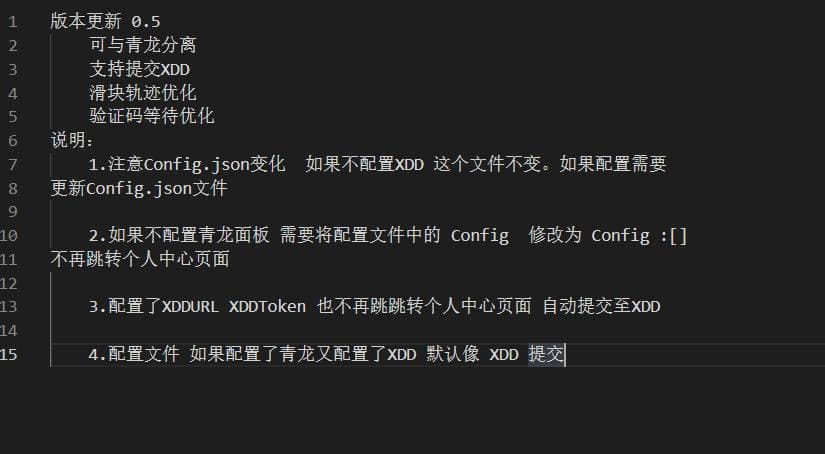 1 版本更新 0.5
2 可与青龙分离
3 支持提交XDD
4 滑块轨迹优化
5 验证码等待优化
6 说明:
7 1.注意Config.json变化  如果不配置XDD 这个文件不变。如果配置需要
8 更新Config.json文件
9
10 2.如果不配置青龙面板 需要将配置文件中的 Config  修改为 Config :[]
11 不再跳转个人中心页面
12
13 3.配置了XDDURL XDDToken 也不再跳跳转个人中心页面 自动提交至XDD
14
15 4.配置文件 如果配置了青龙又配置了XDD 默认像 XDD 提交